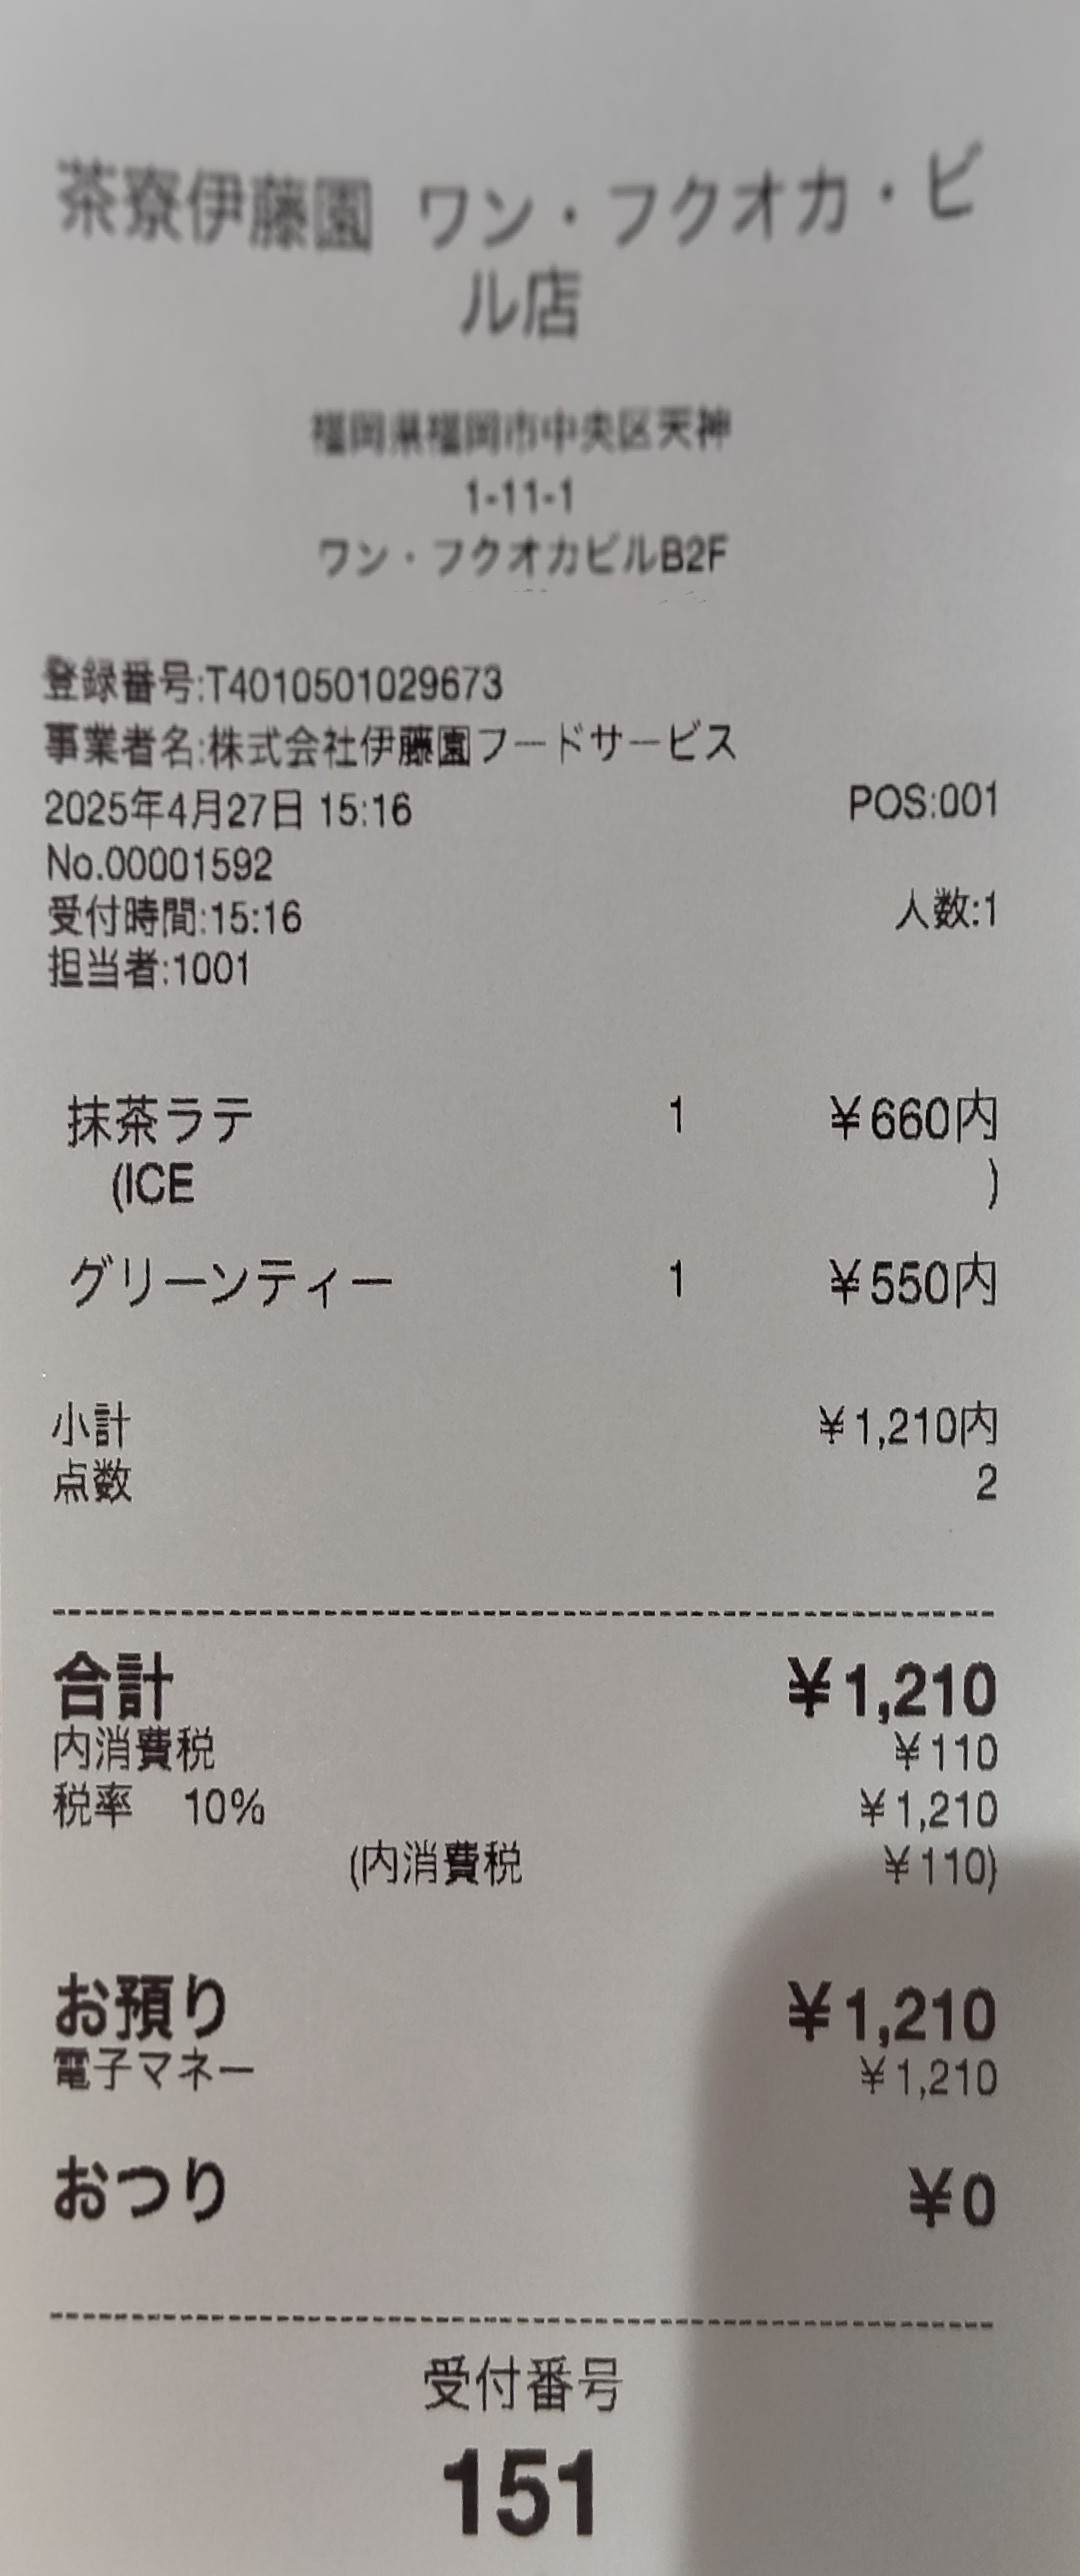 茶寮伊藤園 ワン・フクオカ・ビ
ル店
福岡県福岡市中央区天神
1-11-1
ワン・フクオカビルB2F
登録番号:T4010501029673
事業者名:株式会社伊藤園フードサービス
2025年4月27日 15:16 POS:001
No.00001592
受付時間:15:16 人数:1
担当者:1001
抹茶ラテ 1 ¥660内
(ICE )
グリーンティー 1 ¥550内
小計 ¥1,210内
点数 2
合計 ¥1,210
内消費税 ¥110
税率 10% ¥1,210
(内消費税 ¥110)
お預り ¥1,210
電子マネー ¥1,210
おつり ¥0
受付番号
151